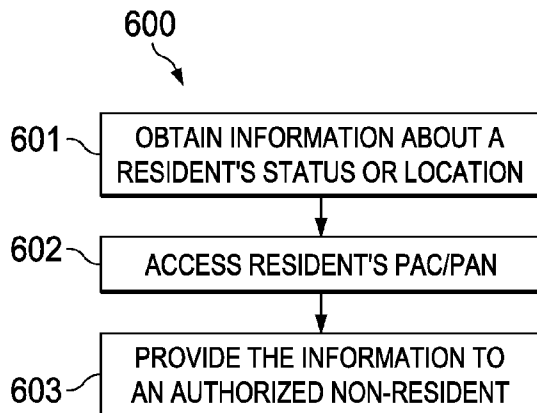 600
601
OBTAIN INFORMATION ABOUT A
RESIDENT'S STATUS OR LOCATION
602
ACCESS RESIDENT'S PAC/PAN
603
PROVIDE THE INFORMATION TO
AN AUTHORIZED NON-RESIDENT